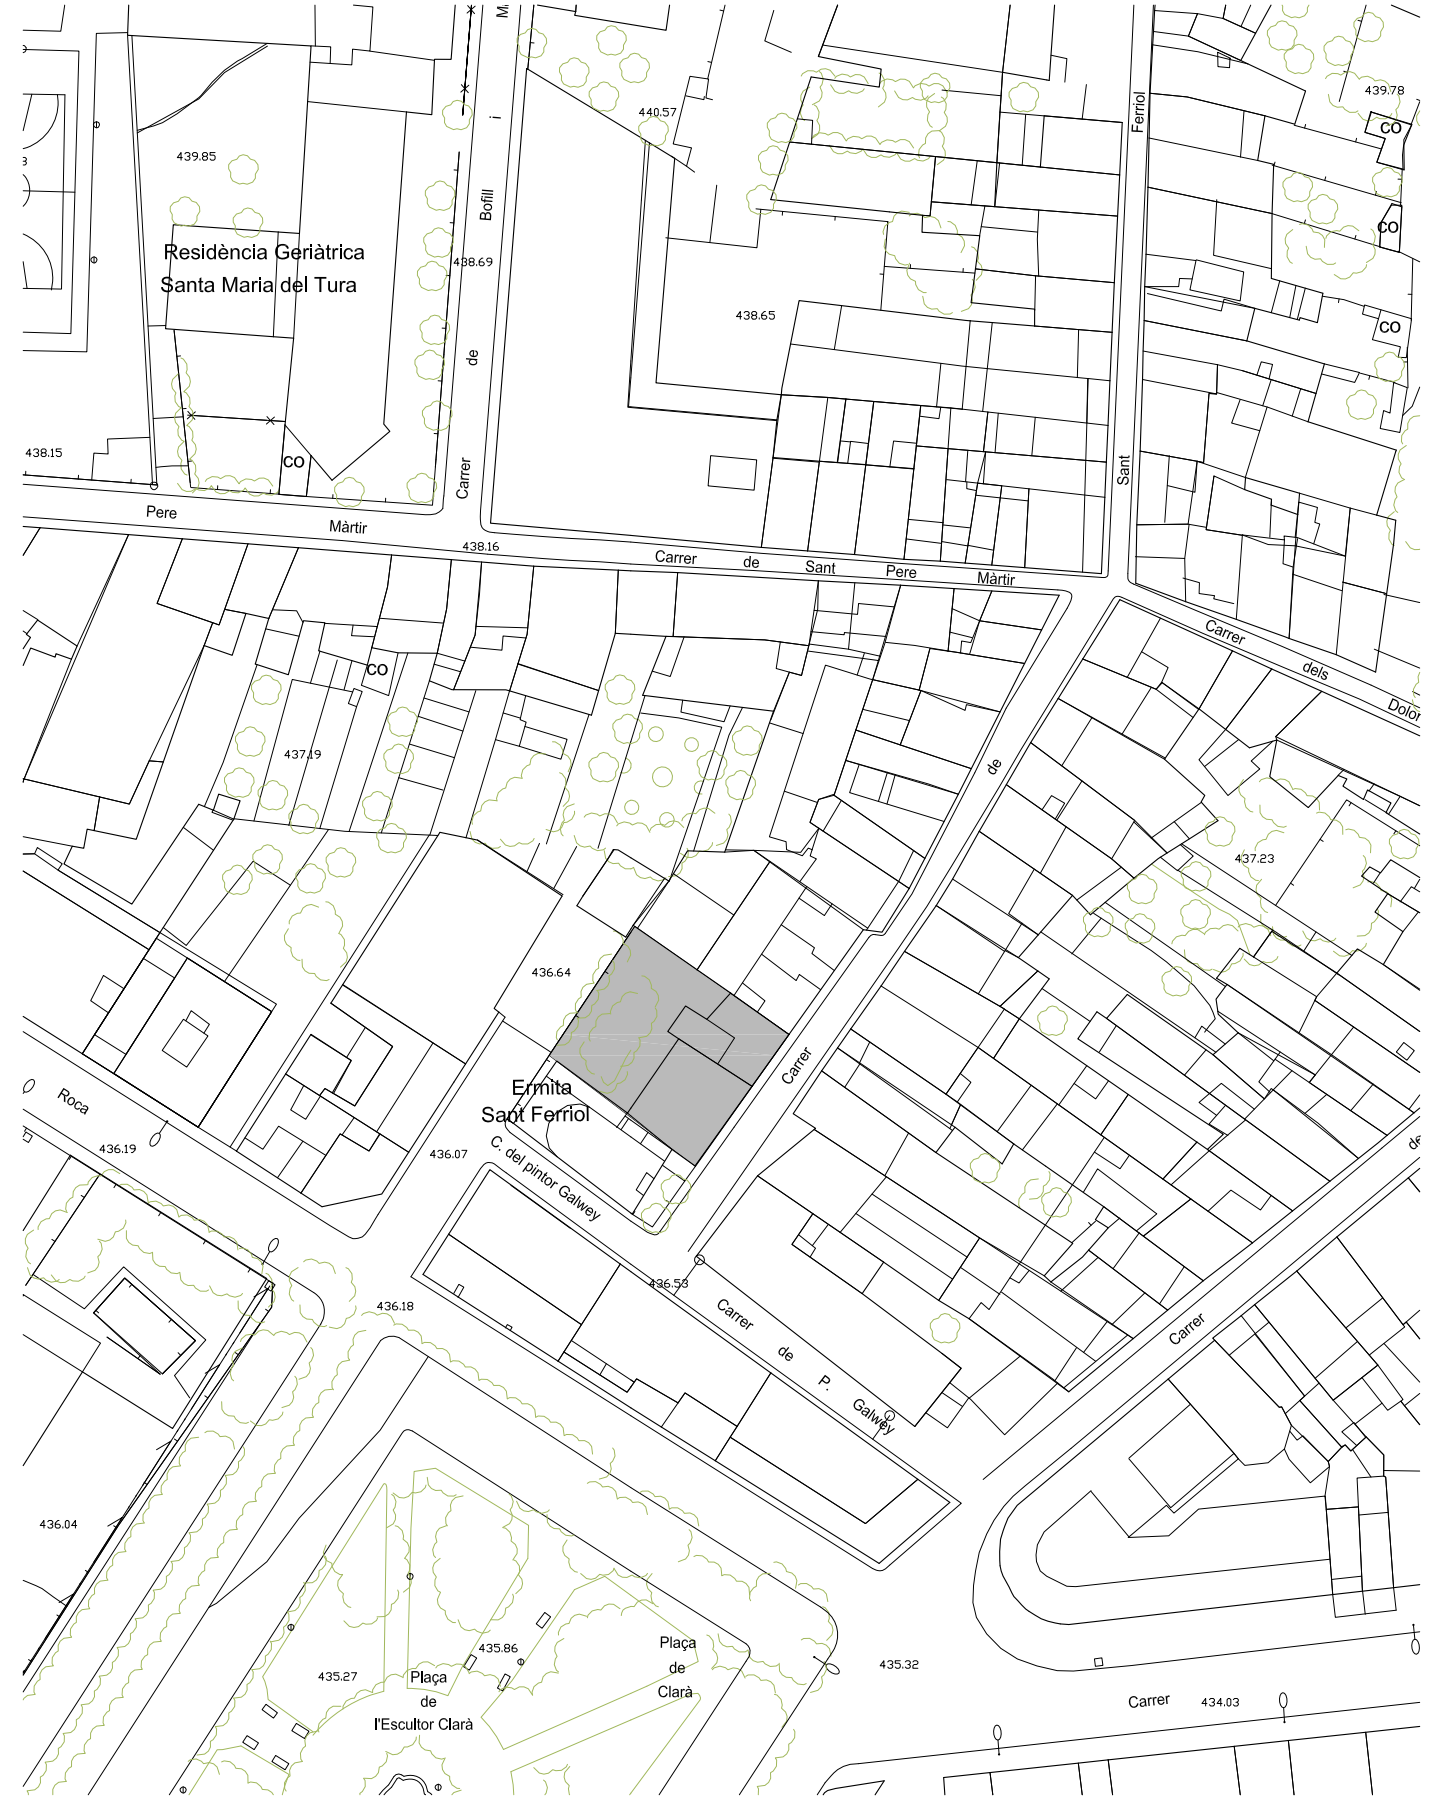 M
Ferriol
439.78
CO
440.57
i
439.85
3
Bofill
CO
Residència Geriàtrica
Santa Maria del Tura
438.69
438.65
CO
de
438.15
CO
Carrer
Sant
Pere
Màrtir
438.16
Carrer
de
Sant
Pere
Màrtir
Carrer
dels
Dolor
CO
437.19
de
437.23
436.64
Carrer
Ermita
Sant Ferriol
Roca
436.19
436.07
C. del pintor Galwey
de
436.53
436.18
Carrer
de
P.
Galwey
Carrer
436.04
435.86
435.27
Plaça
de
l'Escultor Clarà
Plaça
de
Clarà
435.32
Carrer
434.03